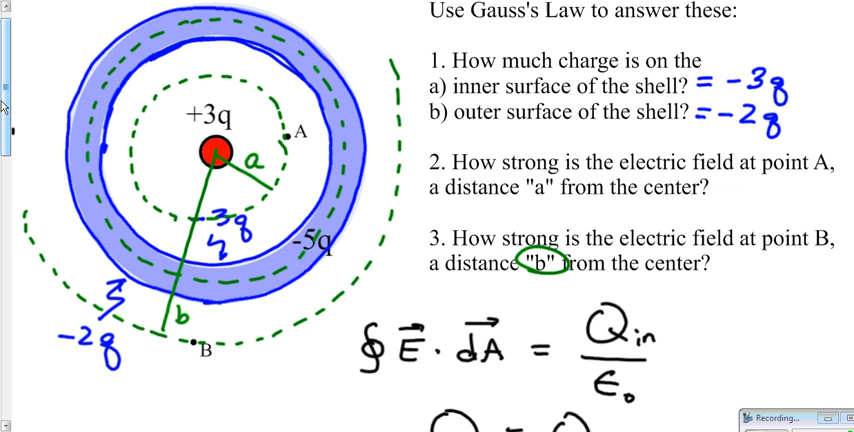 Use Gauss's Law to answer these:
1. How much charge is on the
a) inner surface of the shell? = -3q
b) outer surface of the shell? = -2q
2. How strong is the electric field at point A,
a distance "a" from the center?
3. How strong is the electric field at point B,
a distance "b" from the center?
+3q
A
a
-3q
-5q
b
-2q
B
∮ E⃗ · dA⃗ = Qin / ε₀
Recording...